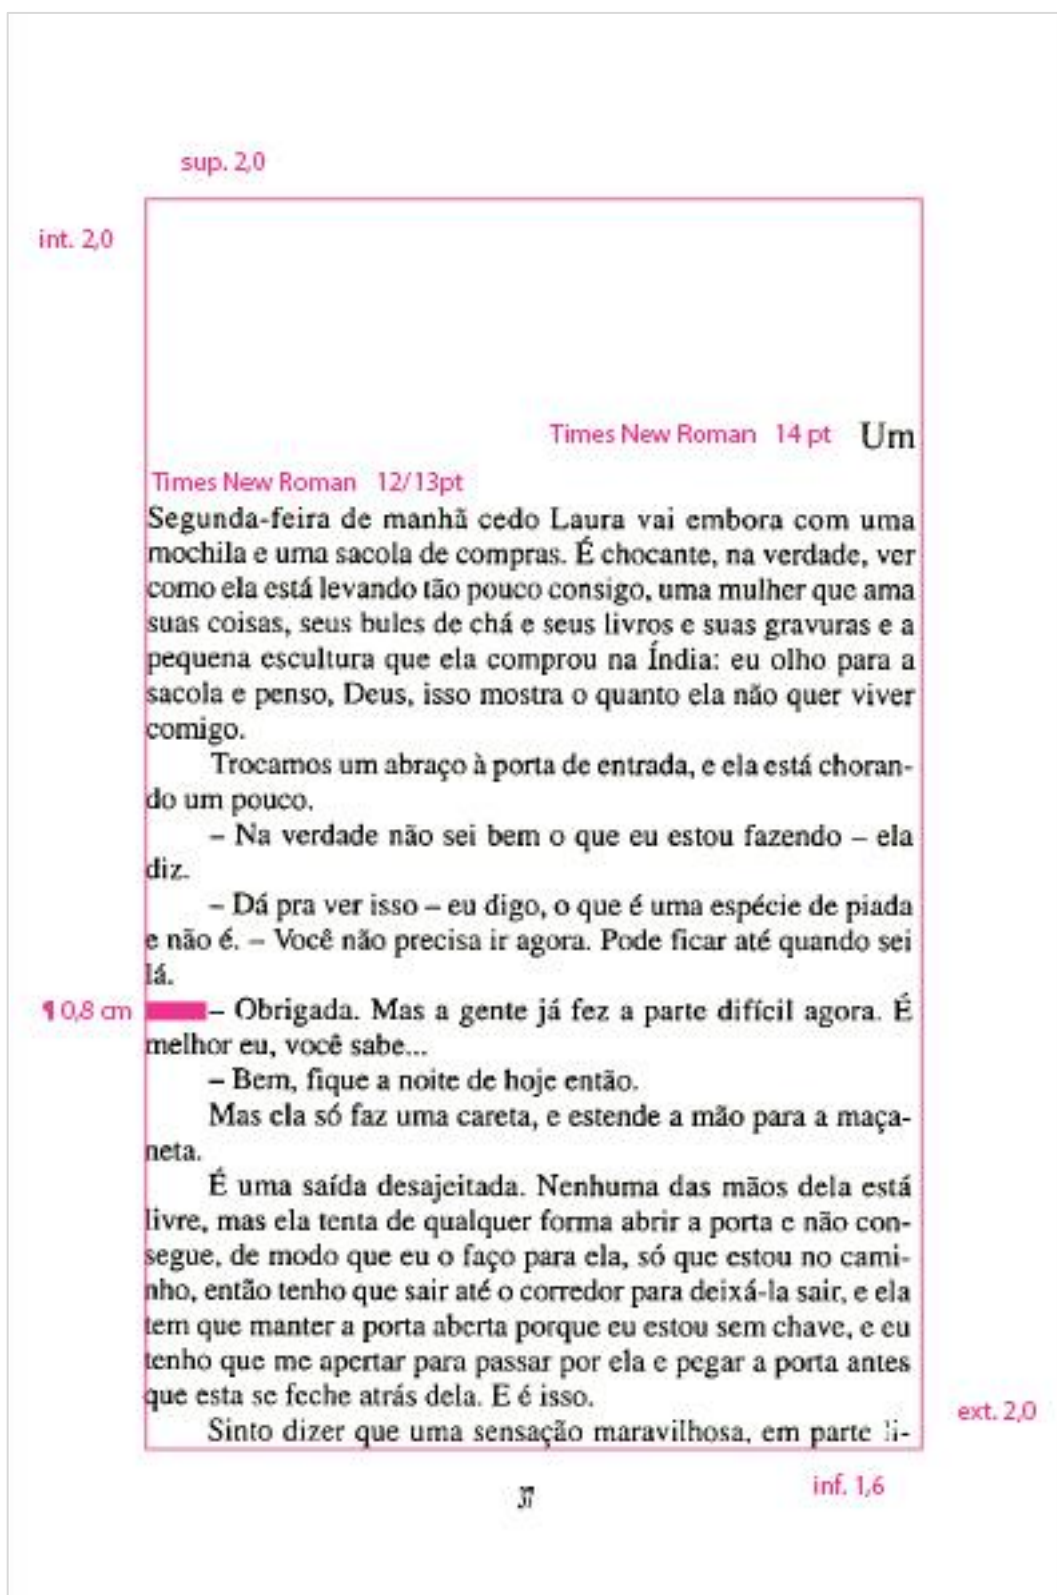 sup. 2,0
int. 2,0
Times New Roman 14 pt Um
Times New Roman 12/13pt
Segunda-feira de manhã cedo Laura vai embora com uma
mochila e uma sacola de compras. É chocante, na verdade, ver
como ela está levando tão pouco consigo, uma mulher que ama
suas coisas, seus bules de chá e seus livros e suas gravuras e a
pequena escultura que ela comprou na Índia: eu olho para a
sacola e penso, Deus, isso mostra o quanto ela não quer viver
comigo.
Trocamos um abraço à porta de entrada, e ela está choran-
do um pouco.
– Na verdade não sei bem o que eu estou fazendo – ela
diz.
– Dá pra ver isso – eu digo, o que é uma espécie de piada
e não é. – Você não precisa ir agora. Pode ficar até quando sei
lá.
¶ 0,8 cm – Obrigada. Mas a gente já fez a parte difícil agora. É
melhor eu, você sabe...
– Bem, fique a noite de hoje então.
Mas ela só faz uma careta, e estende a mão para a maça-
neta.
É uma saída desajeitada. Nenhuma das mãos dela está
livre, mas ela tenta de qualquer forma abrir a porta e não con-
segue, de modo que eu o faço para ela, só que estou no cami-
nho, então tenho que sair até o corredor para deixá-la sair, e ela
tem que manter a porta aberta porque eu estou sem chave, e eu
tenho que me apertar para passar por ela e pegar a porta antes
que esta se feche atrás dela. E é isso.
Sinto dizer que uma sensação maravilhosa, em parte li-
ext. 2,0
inf. 1,6
37